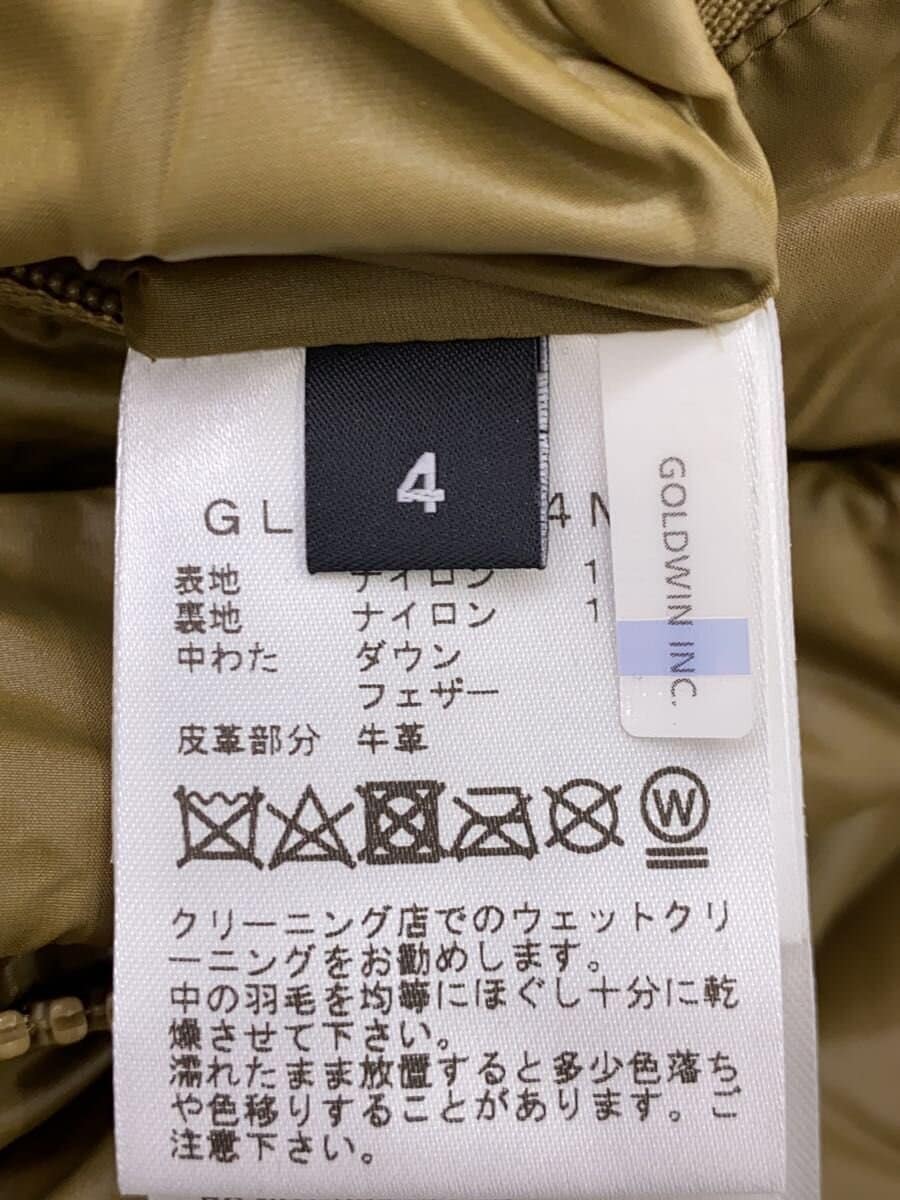 4
GL 4N
GOLDWIN INC.
表地 ナイロン 1
裏地 ナイロン 1
中わた ダウン
フェザー
皮革部分 牛革
W
クリーニング店でのウェットクリ
ーニングをお勧めします。
中の羽毛を均等にほぐし十分に乾
燥させて下さい。
濡れたまま放置すると多少色落ち
や色移りすることがあります。ご
注意下さい。